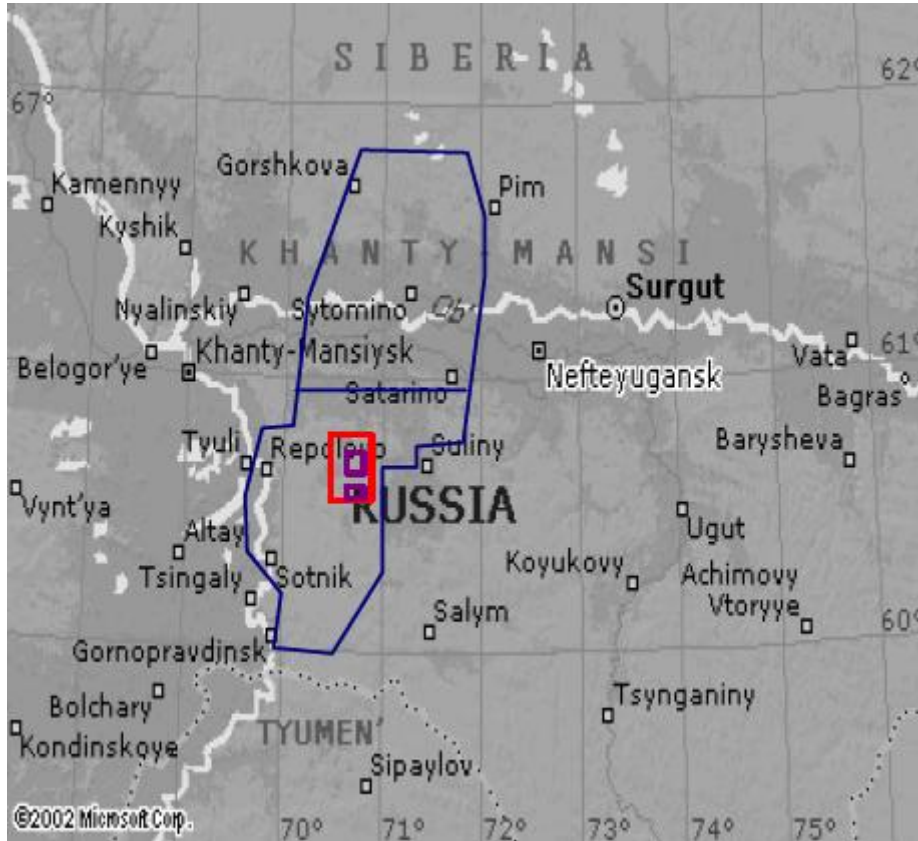 SIBERIA
62°
67°
Gorshkova
Kamennyy
Pim
Kyshik
KHANTY MANSI
Surgut
Nyalinskiy
Sytomino
Ob'
Khanty-Mansiysk
Vata
61°
Belogor'ye
Nefteyugansk
Satarino
Bagras
Tyuli
Repolovo
Suliny
Barysheva
Vynt'ya
RUSSIA
Altay
Ugut
Tsingaly
Sotnik
Koyukovy
Achimovy
Vtoryye
Salym
60°
Gornopravdjnsk
Bolchary
Tsynganiny
Kondinskoye
TYUMEN'
Sipaylov
©2002 Microsoft Corp.
70°
71°
72°
73°
74°
75°